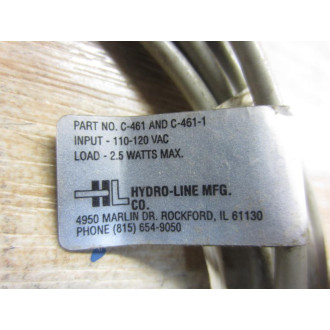 PART NO. C-461 AND C-461-1
INPUT - 110-120 VAC
LOAD - 2.5 WATTS MAX.
HL HYDRO-LINE MFG.
CO.
4950 MARLIN DR. ROCKFORD, IL 61130
PHONE (815) 654-9050